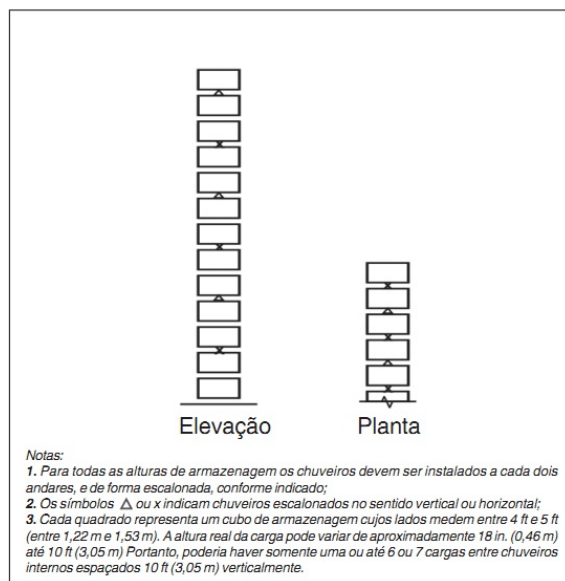 Elevação Planta
Notas:
1. Para todas as alturas de armazenagem os chuveiros devem ser instalados a cada dois
andares, e de forma escalonada, conforme indicado;
2. Os símbolos △ ou x indicam chuveiros escalonados no sentido vertical ou horizontal;
3. Cada quadrado representa um cubo de armazenagem cujos lados medem entre 4 ft e 5 ft
(entre 1,22 m e 1,53 m). A altura real da carga pode variar de aproximadamente 18 in. (0,46 m)
até 10 ft (3,05 m) Portanto, poderia haver somente uma ou até 6 ou 7 cargas entre chuveiros
internos espaçados 10 ft (3,05 m) verticalmente.